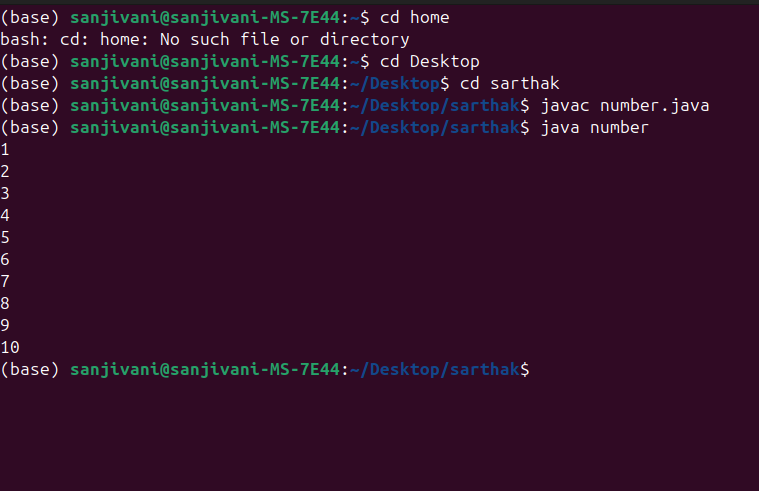 (base) sanjivani@sanjivani-MS-7E44:~$ cd home
bash: cd: home: No such file or directory
(base) sanjivani@sanjivani-MS-7E44:~$ cd Desktop
(base) sanjivani@sanjivani-MS-7E44:~/Desktop$ cd sarthak
(base) sanjivani@sanjivani-MS-7E44:~/Desktop/sarthak$ javac number.java
(base) sanjivani@sanjivani-MS-7E44:~/Desktop/sarthak$ java number
1
2
3
4
5
6
7
8
9
10
(base) sanjivani@sanjivani-MS-7E44:~/Desktop/sarthak$